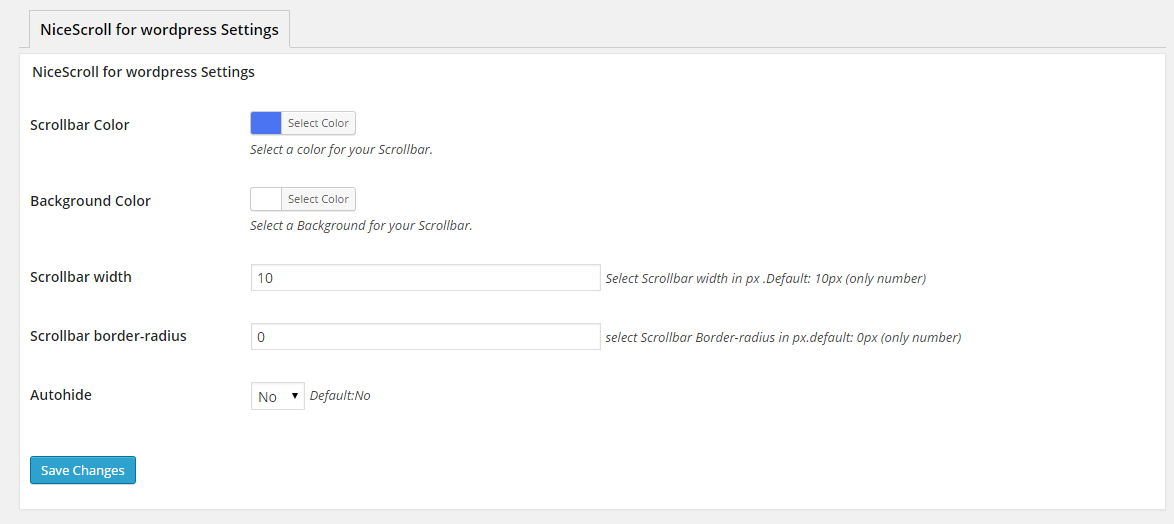 NiceScroll for wordpress Settings
NiceScroll for wordpress Settings
Scrollbar Color
Select Color
Select a color for your Scrollbar.
Background Color
Select Color
Select a Background for your Scrollbar.
Scrollbar width
10
Select Scrollbar width in px .Default: 10px (only number)
Scrollbar border-radius
0
select Scrollbar Border-radius in px.default: 0px (only number)
Autohide
No
Default:No
Save Changes